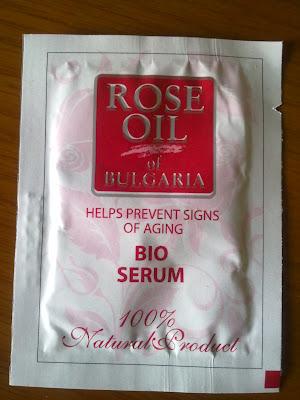 ROSE
OIL
of
BULGARIA
HELPS PREVENT SIGNS
OF AGING
BIO
SERUM
100%
Natural Product